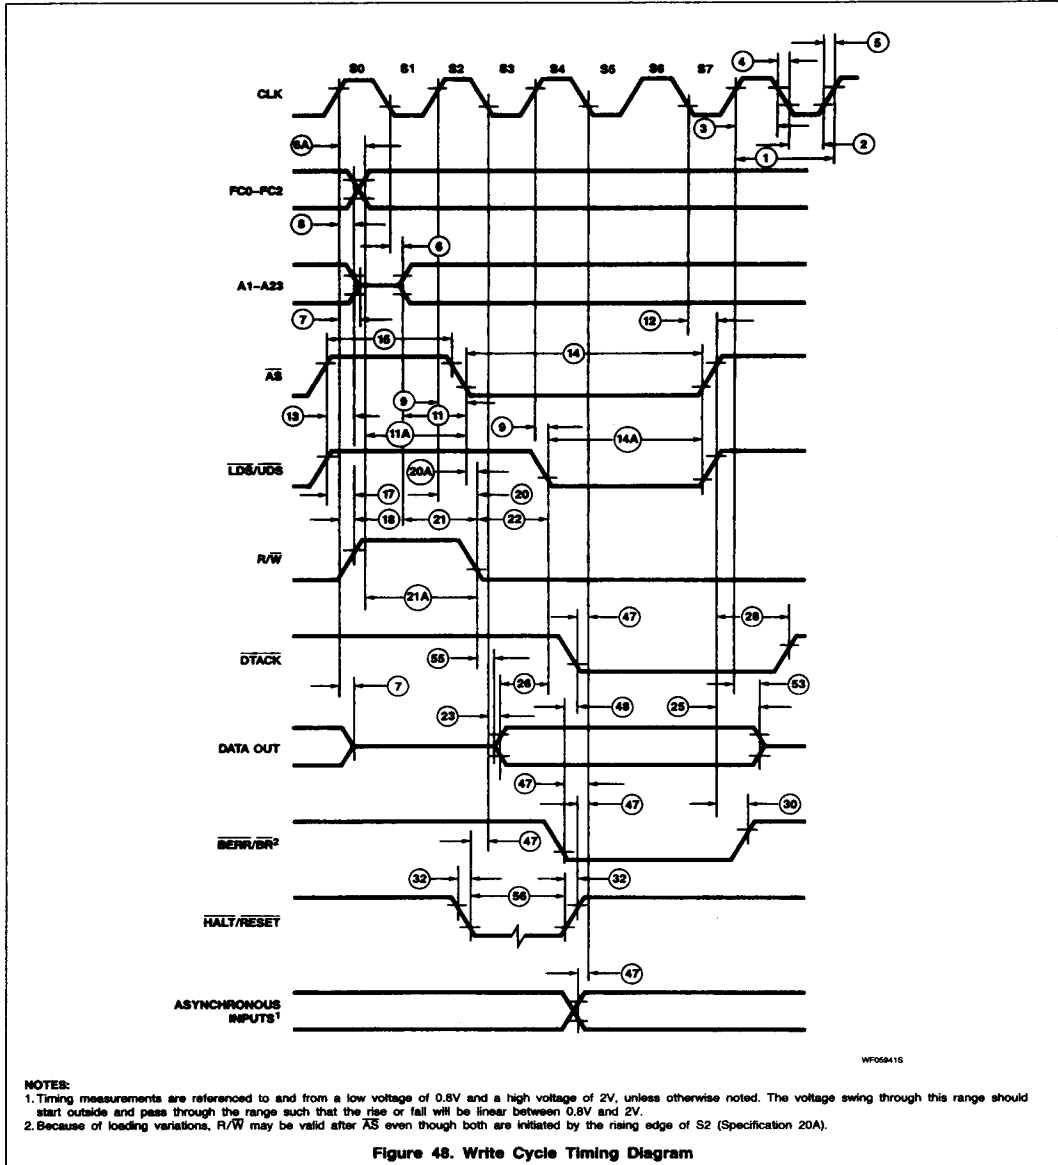 S0 S1 S2 S3 S4 S5 S6 S7
4 5
CLK
3 2
1
6A
FC0–FC2
8
6
A1–A23
7 12
15 14
AS
13 9 11 9
11A 14A
LDS/UDS
20A
17 20
18 21 22
R/W
21A
47 28
DTACK
55
7 26 53
23 48 25
DATA OUT
47
47 30
BERR/BR2
47
32 56 32
HALT/RESET
47
ASYNCHRONOUS
INPUTS1
WF05941S
NOTES:
1. Timing measurements are referenced to and from a low voltage of 0.8V and a high voltage of 2V, unless otherwise noted. The voltage swing through this range should
start outside and pass through the range such that the rise or fall will be linear between 0.8V and 2V.
2. Because of loading variations, R/W may be valid after AS even though both are initiated by the rising edge of S2 (Specification 20A).
Figure 48. Write Cycle Timing Diagram